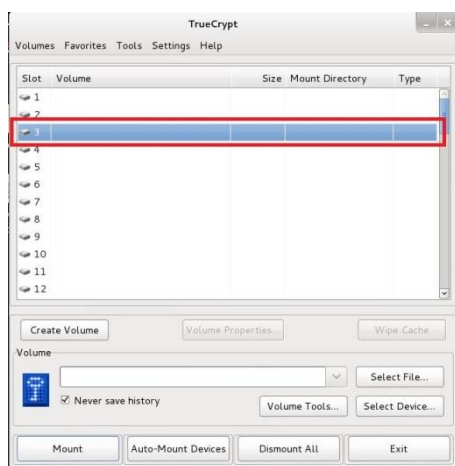 TrueCrypt
Volumes Favorites Tools Settings Help
Slot Volume Size Mount Directory Type
1
2
3
4
5
6
7
8
9
10
11
12
Create Volume Volume Properties... Wipe Cache
Volume
Select File...
Never save history Volume Tools... Select Device...
Mount Auto-Mount Devices Dismount All Exit